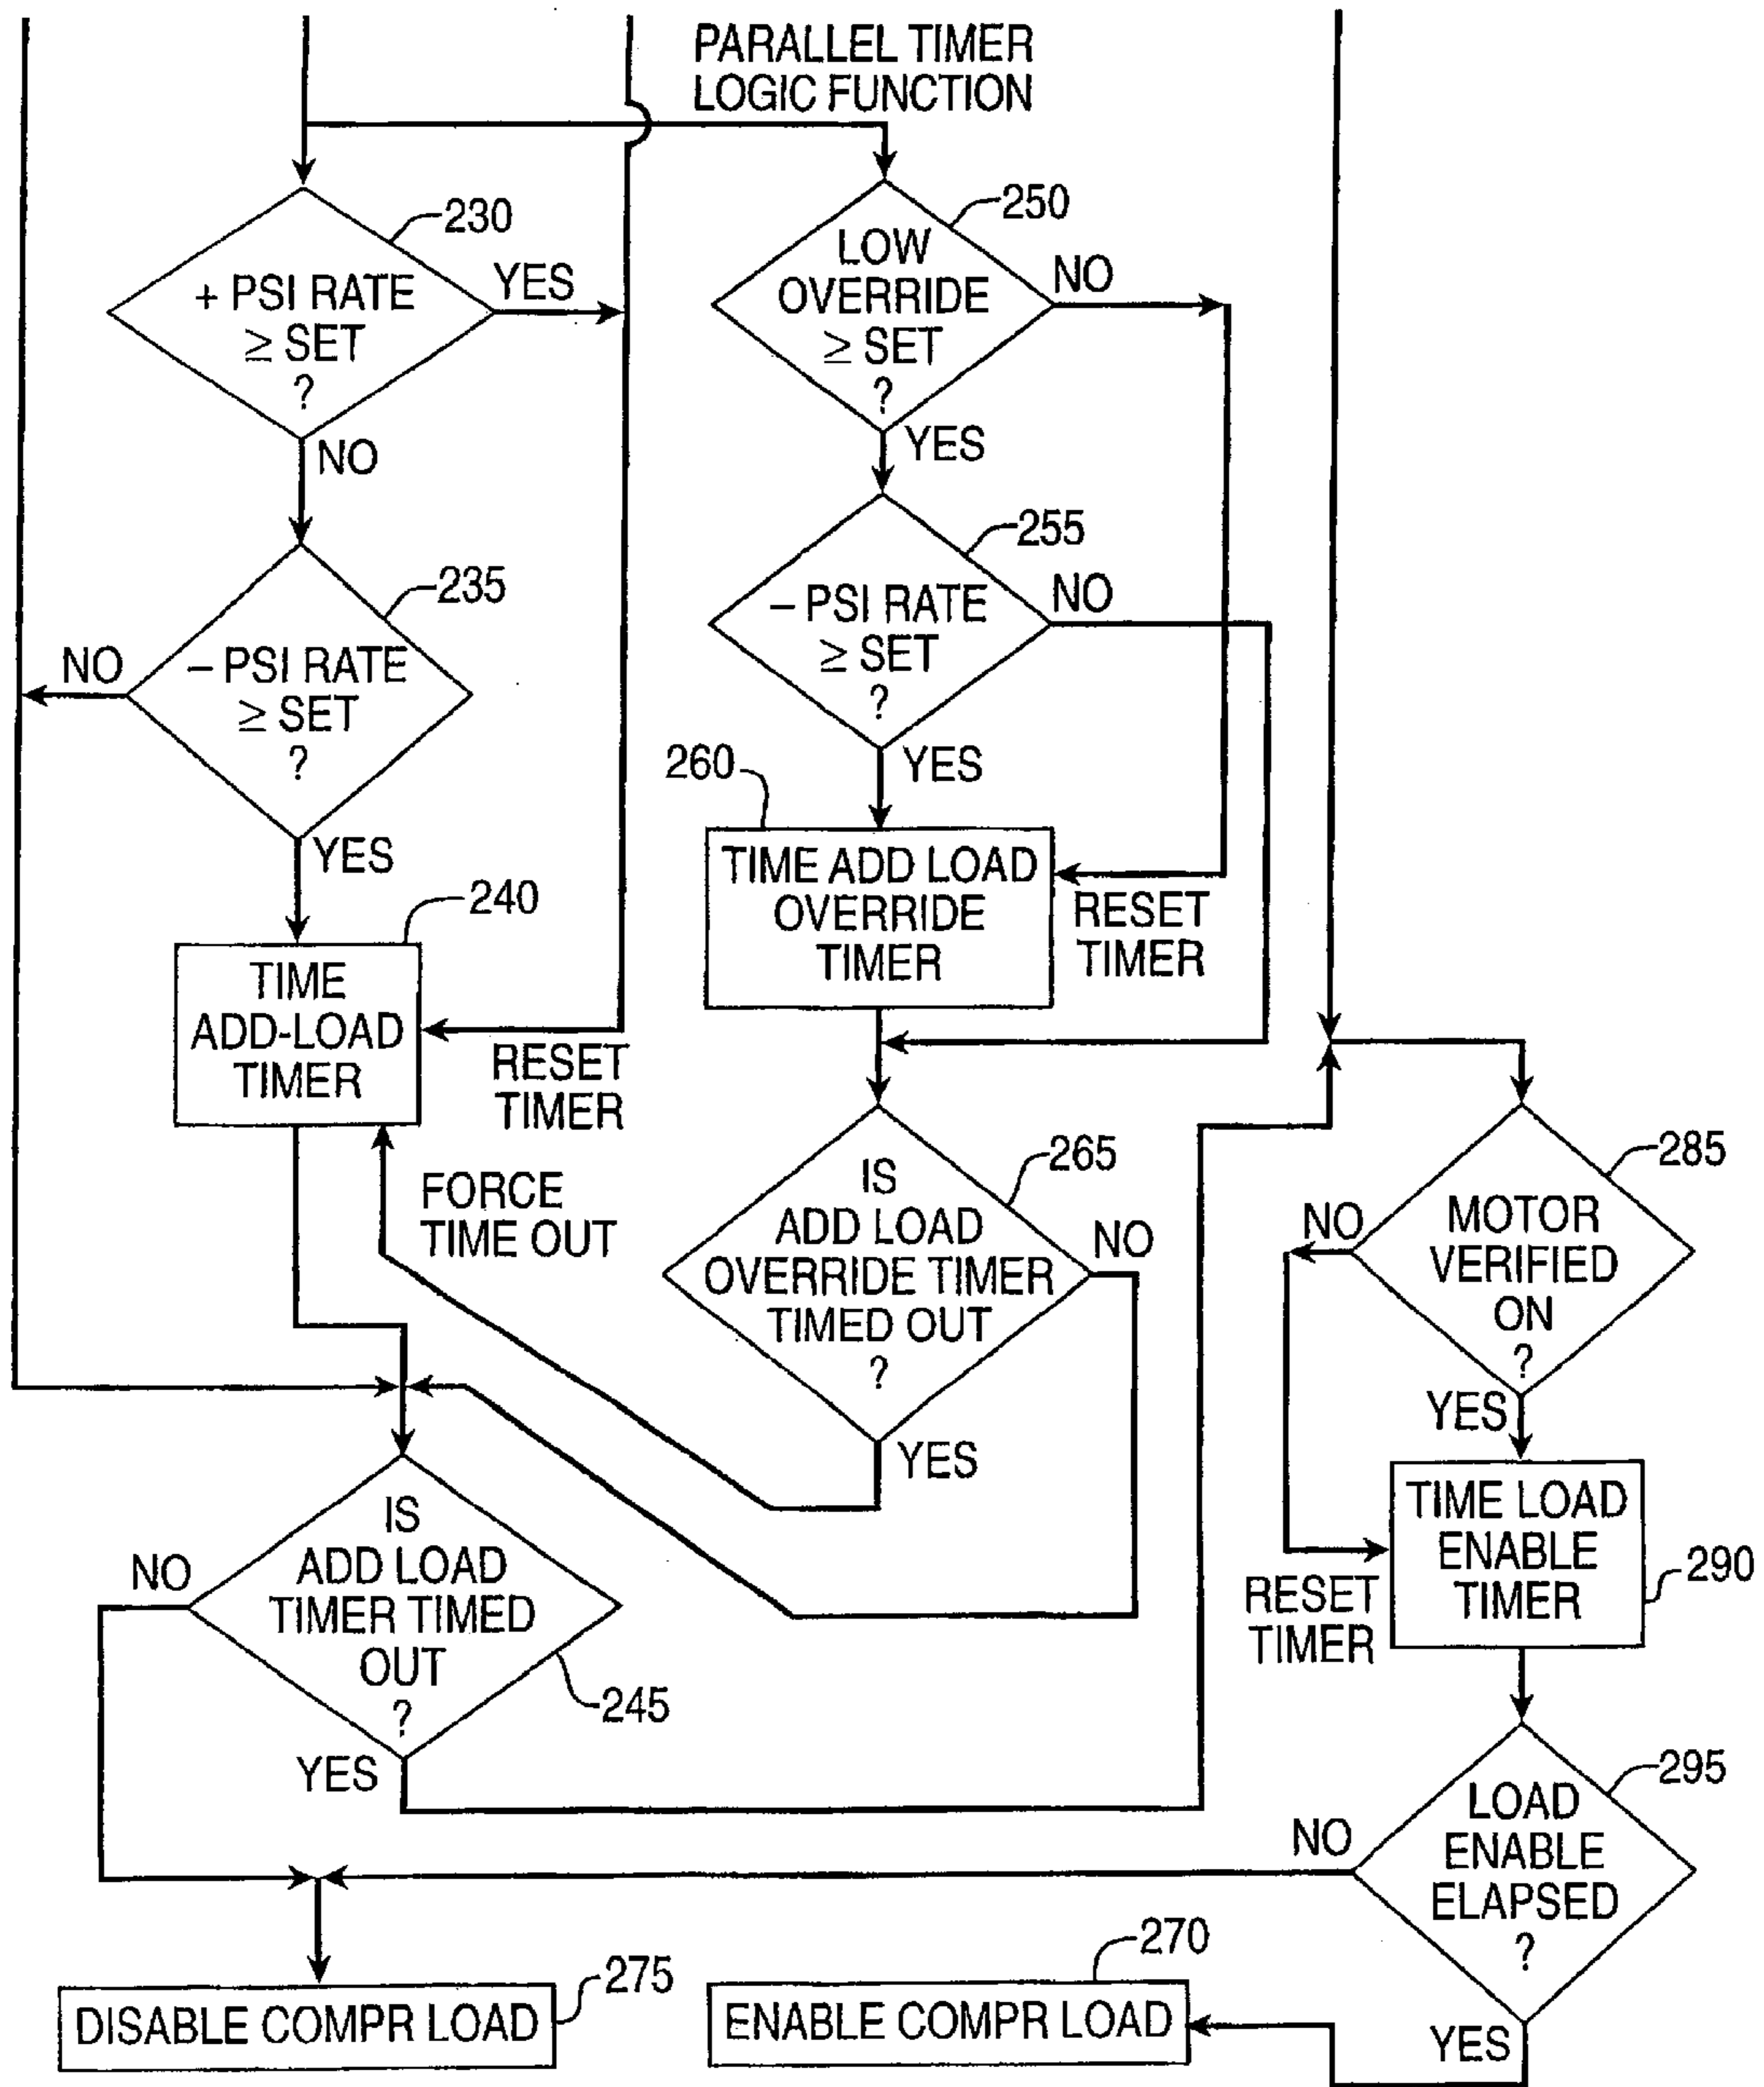 PARALLEL TIMER
LOGIC FUNCTION
230
+ PSI RATE
≥ SET
?
YES
NO
250
LOW
OVERRIDE
≥ SET
?
NO
YES
235
– PSI RATE
≥ SET
?
NO
YES
255
– PSI RATE
≥ SET
?
NO
YES
240
TIME
ADD-LOAD
TIMER
RESET
TIMER
260
TIME ADD LOAD
OVERRIDE
TIMER
RESET
TIMER
FORCE
TIME OUT
265
IS
ADD LOAD
OVERRIDE TIMER
TIMED OUT
?
NO
YES
285
MOTOR
VERIFIED
ON
?
NO
YES
245
IS
ADD LOAD
TIMER TIMED
OUT
?
NO
YES
290
TIME LOAD
ENABLE
TIMER
RESET
TIMER
295
LOAD
ENABLE
ELAPSED
?
NO
YES
275
DISABLE COMPR LOAD
270
ENABLE COMPR LOAD